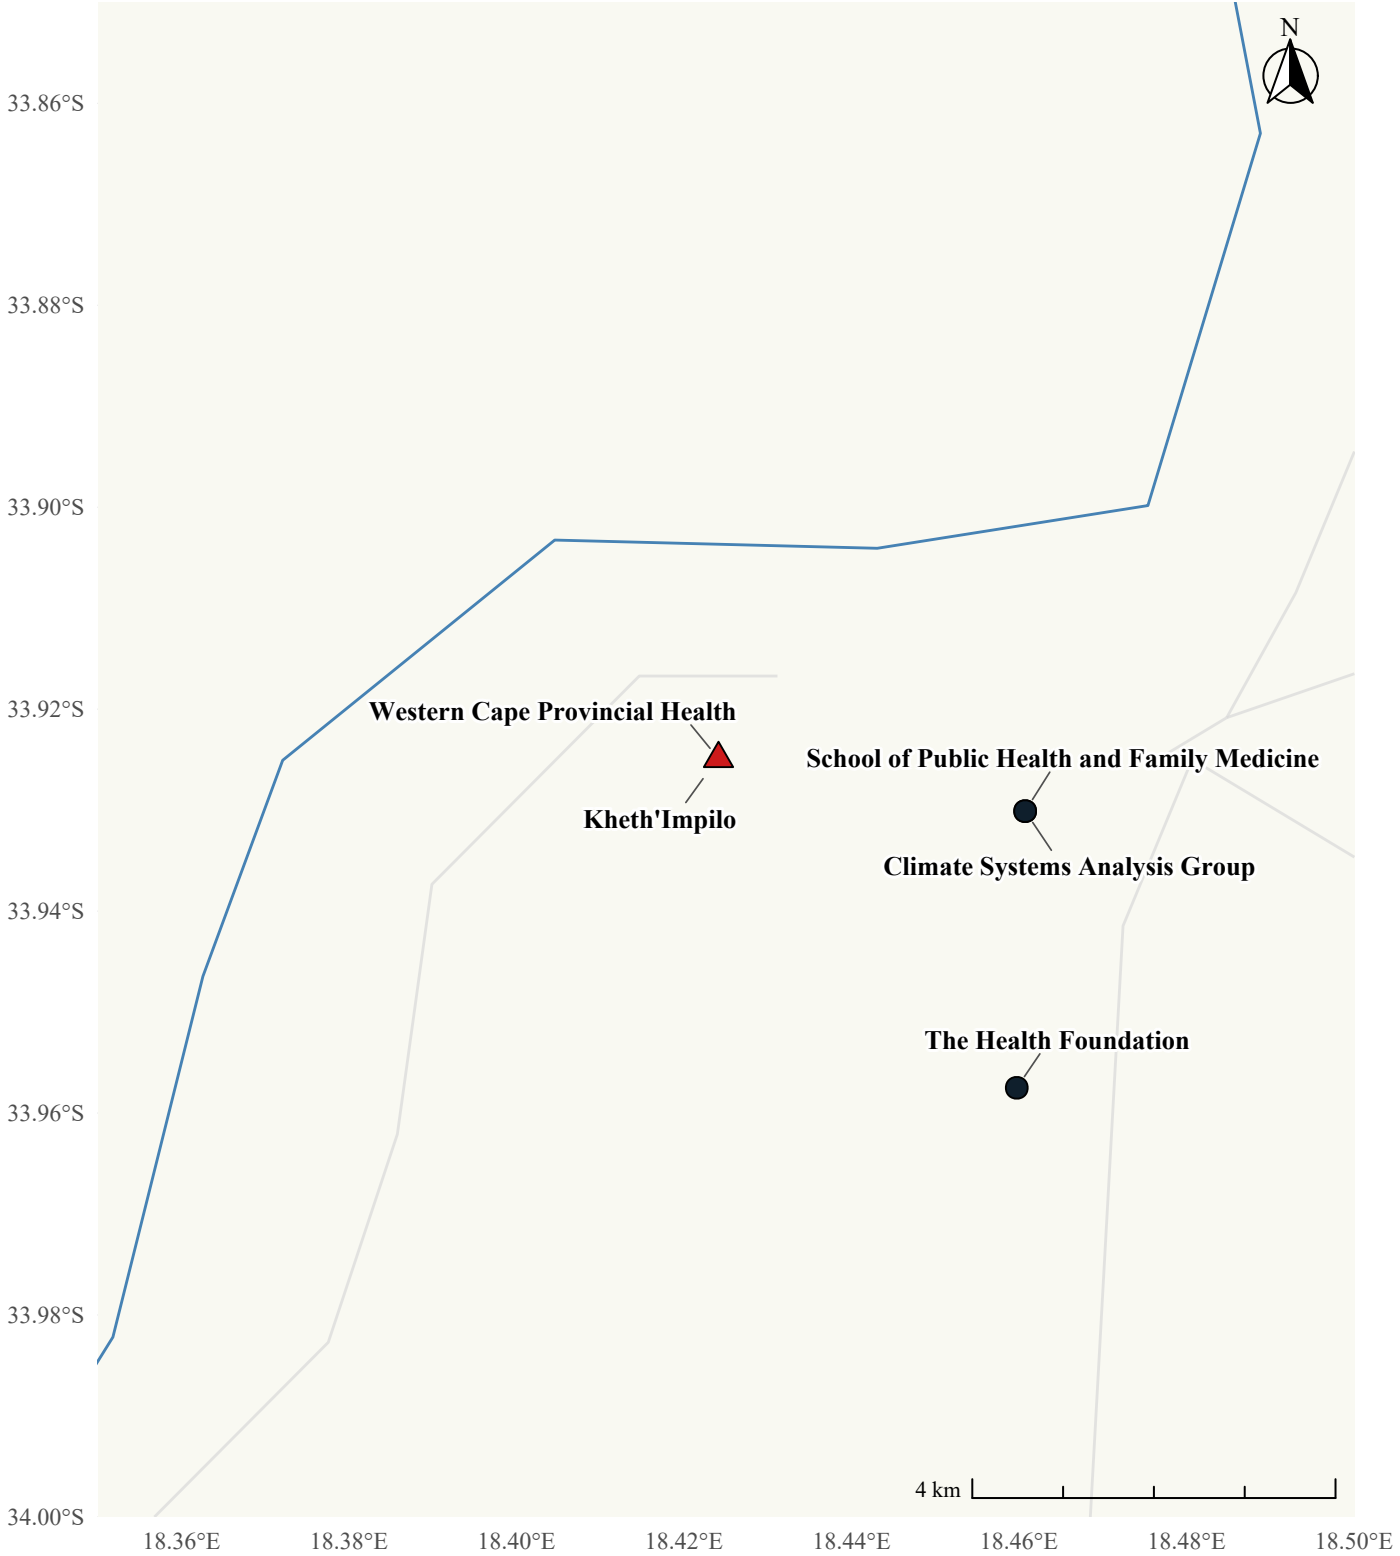 N
33.86°S
33.88°S
33.90°S
33.92°S
Western Cape Provincial Health
School of Public Health and Family Medicine
Kheth'Impilo
Climate Systems Analysis Group
33.94°S
The Health Foundation
33.96°S
33.98°S
4 km
34.00°S
18.36°E 18.38°E 18.40°E 18.42°E 18.44°E 18.46°E 18.48°E 18.50°E